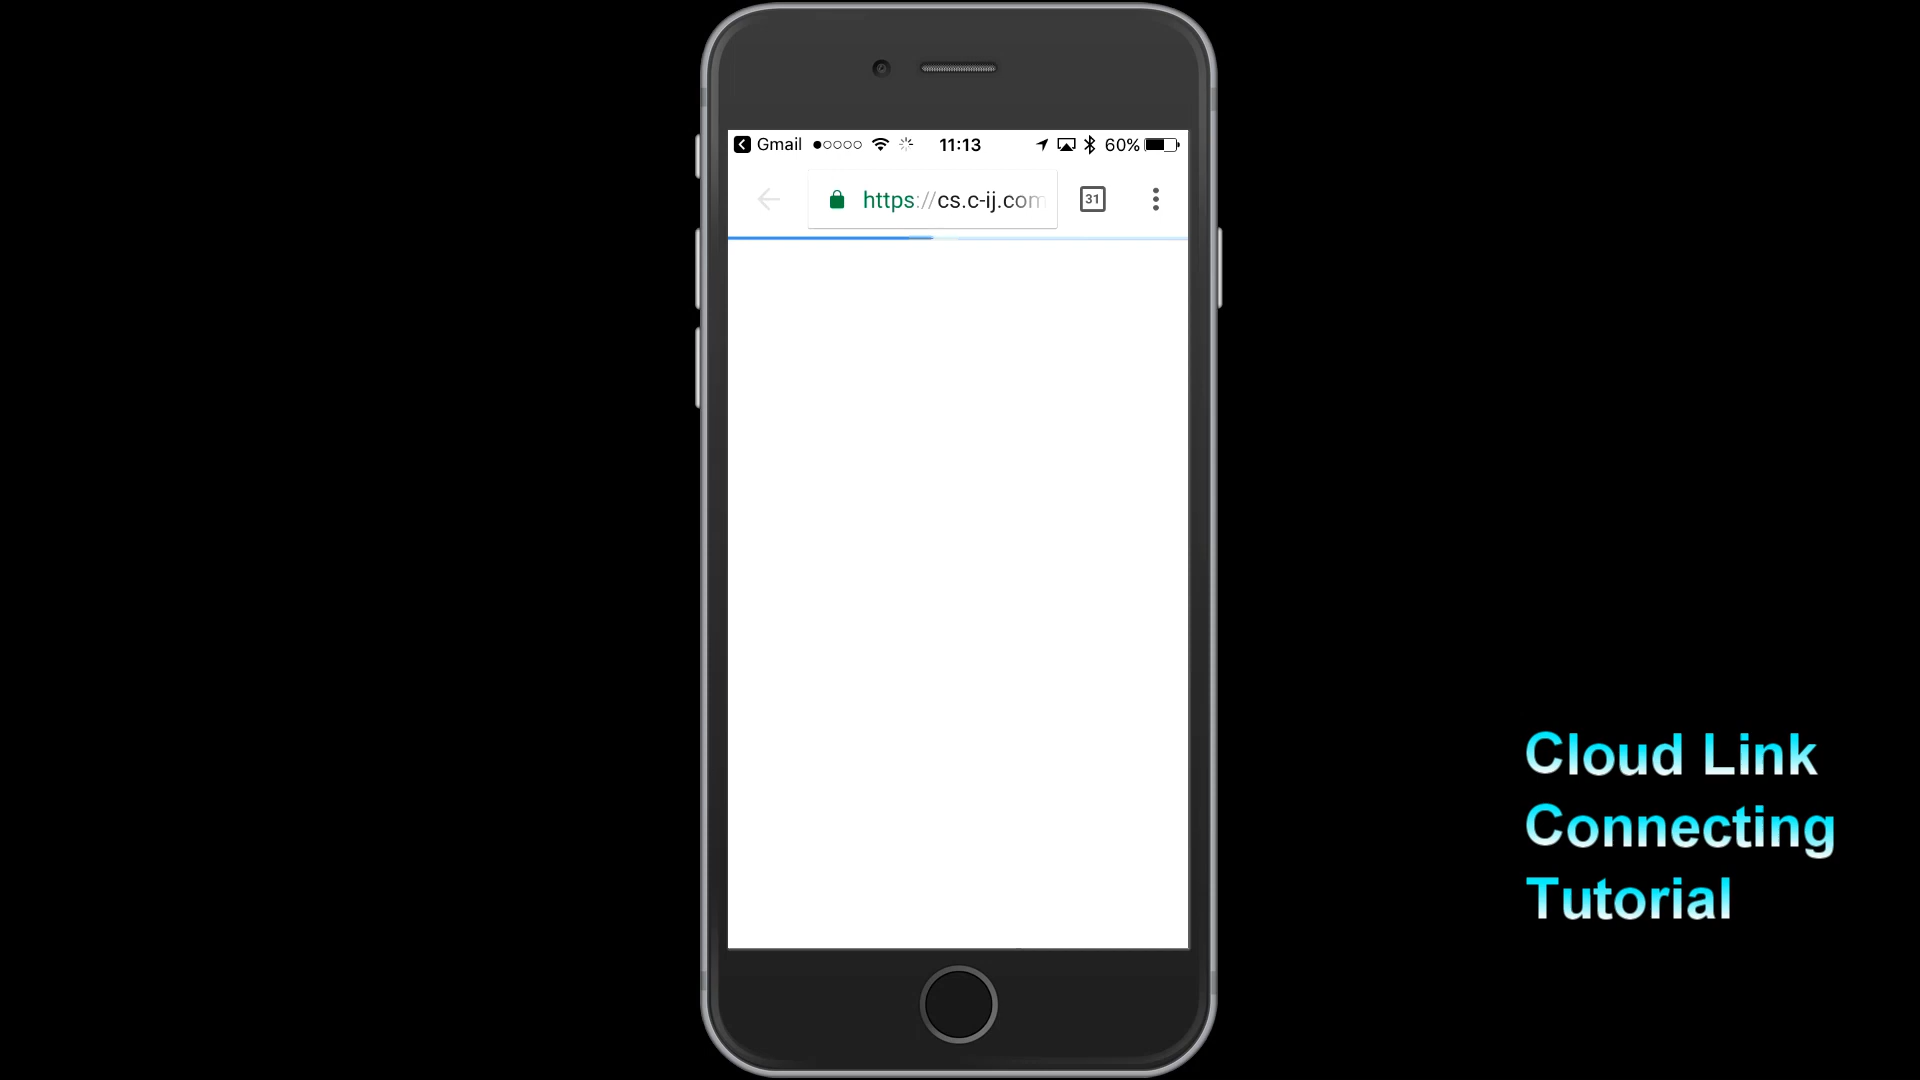 Gmail 11:13 60%
https://cs.c-ij.com 31
Cloud Link
Connecting
Tutorial